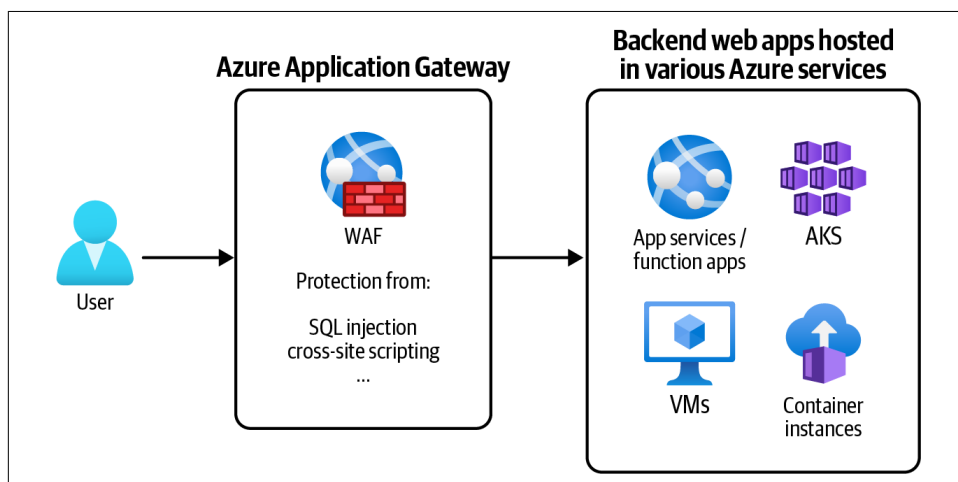 Azure Application Gateway
Backend web apps hosted
in various Azure services
User
WAF
Protection from:
SQL injection
cross-site scripting
...
App services /
function apps
AKS
VMs
Container
instances